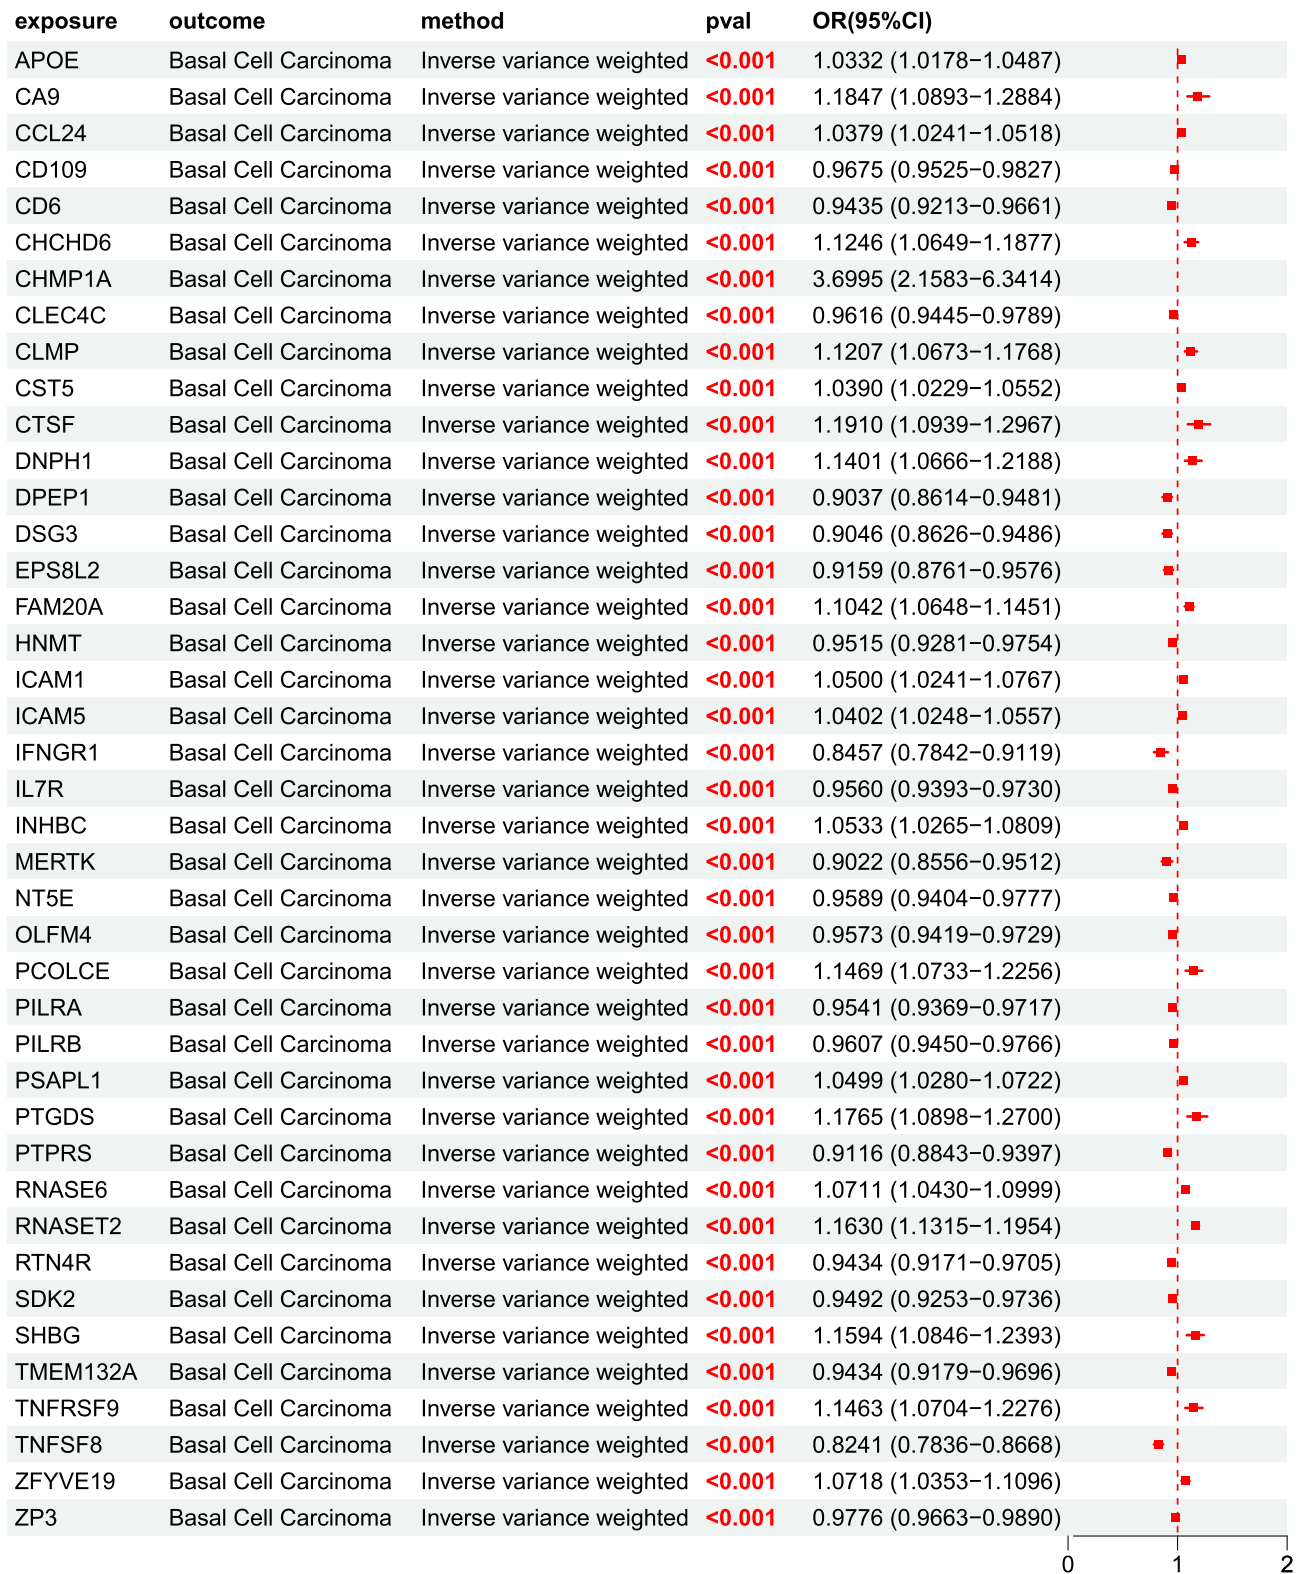 exposure outcome method pval OR(95%CI)
APOE Basal Cell Carcinoma Inverse variance weighted <0.001 1.0332 (1.0178−1.0487)
CA9 Basal Cell Carcinoma Inverse variance weighted <0.001 1.1847 (1.0893−1.2884)
CCL24 Basal Cell Carcinoma Inverse variance weighted <0.001 1.0379 (1.0241−1.0518)
CD109 Basal Cell Carcinoma Inverse variance weighted <0.001 0.9675 (0.9525−0.9827)
CD6 Basal Cell Carcinoma Inverse variance weighted <0.001 0.9435 (0.9213−0.9661)
CHCHD6 Basal Cell Carcinoma Inverse variance weighted <0.001 1.1246 (1.0649−1.1877)
CHMP1A Basal Cell Carcinoma Inverse variance weighted <0.001 3.6995 (2.1583−6.3414)
CLEC4C Basal Cell Carcinoma Inverse variance weighted <0.001 0.9616 (0.9445−0.9789)
CLMP Basal Cell Carcinoma Inverse variance weighted <0.001 1.1207 (1.0673−1.1768)
CST5 Basal Cell Carcinoma Inverse variance weighted <0.001 1.0390 (1.0229−1.0552)
CTSF Basal Cell Carcinoma Inverse variance weighted <0.001 1.1910 (1.0939−1.2967)
DNPH1 Basal Cell Carcinoma Inverse variance weighted <0.001 1.1401 (1.0666−1.2188)
DPEP1 Basal Cell Carcinoma Inverse variance weighted <0.001 0.9037 (0.8614−0.9481)
DSG3 Basal Cell Carcinoma Inverse variance weighted <0.001 0.9046 (0.8626−0.9486)
EPS8L2 Basal Cell Carcinoma Inverse variance weighted <0.001 0.9159 (0.8761−0.9576)
FAM20A Basal Cell Carcinoma Inverse variance weighted <0.001 1.1042 (1.0648−1.1451)
HNMT Basal Cell Carcinoma Inverse variance weighted <0.001 0.9515 (0.9281−0.9754)
ICAM1 Basal Cell Carcinoma Inverse variance weighted <0.001 1.0500 (1.0241−1.0767)
ICAM5 Basal Cell Carcinoma Inverse variance weighted <0.001 1.0402 (1.0248−1.0557)
IFNGR1 Basal Cell Carcinoma Inverse variance weighted <0.001 0.8457 (0.7842−0.9119)
IL7R Basal Cell Carcinoma Inverse variance weighted <0.001 0.9560 (0.9393−0.9730)
INHBC Basal Cell Carcinoma Inverse variance weighted <0.001 1.0533 (1.0265−1.0809)
MERTK Basal Cell Carcinoma Inverse variance weighted <0.001 0.9022 (0.8556−0.9512)
NT5E Basal Cell Carcinoma Inverse variance weighted <0.001 0.9589 (0.9404−0.9777)
OLFM4 Basal Cell Carcinoma Inverse variance weighted <0.001 0.9573 (0.9419−0.9729)
PCOLCE Basal Cell Carcinoma Inverse variance weighted <0.001 1.1469 (1.0733−1.2256)
PILRA Basal Cell Carcinoma Inverse variance weighted <0.001 0.9541 (0.9369−0.9717)
PILRB Basal Cell Carcinoma Inverse variance weighted <0.001 0.9607 (0.9450−0.9766)
PSAPL1 Basal Cell Carcinoma Inverse variance weighted <0.001 1.0499 (1.0280−1.0722)
PTGDS Basal Cell Carcinoma Inverse variance weighted <0.001 1.1765 (1.0898−1.2700)
PTPRS Basal Cell Carcinoma Inverse variance weighted <0.001 0.9116 (0.8843−0.9397)
RNASE6 Basal Cell Carcinoma Inverse variance weighted <0.001 1.0711 (1.0430−1.0999)
RNASET2 Basal Cell Carcinoma Inverse variance weighted <0.001 1.1630 (1.1315−1.1954)
RTN4R Basal Cell Carcinoma Inverse variance weighted <0.001 0.9434 (0.9171−0.9705)
SDK2 Basal Cell Carcinoma Inverse variance weighted <0.001 0.9492 (0.9253−0.9736)
SHBG Basal Cell Carcinoma Inverse variance weighted <0.001 1.1594 (1.0846−1.2393)
TMEM132A Basal Cell Carcinoma Inverse variance weighted <0.001 0.9434 (0.9179−0.9696)
TNFRSF9 Basal Cell Carcinoma Inverse variance weighted <0.001 1.1463 (1.0704−1.2276)
TNFSF8 Basal Cell Carcinoma Inverse variance weighted <0.001 0.8241 (0.7836−0.8668)
ZFYVE19 Basal Cell Carcinoma Inverse variance weighted <0.001 1.0718 (1.0353−1.1096)
ZP3 Basal Cell Carcinoma Inverse variance weighted <0.001 0.9776 (0.9663−0.9890)
0 1 2